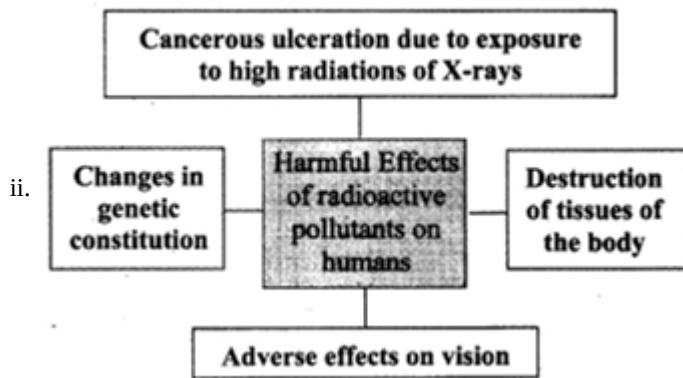 Cancerous ulceration due to exposure
to high radiations of X-rays
ii.
Changes in
genetic
constitution
Harmful Effects
of radioactive
pollutants on
humans
Destruction
of tissues of
the body
Adverse effects on vision